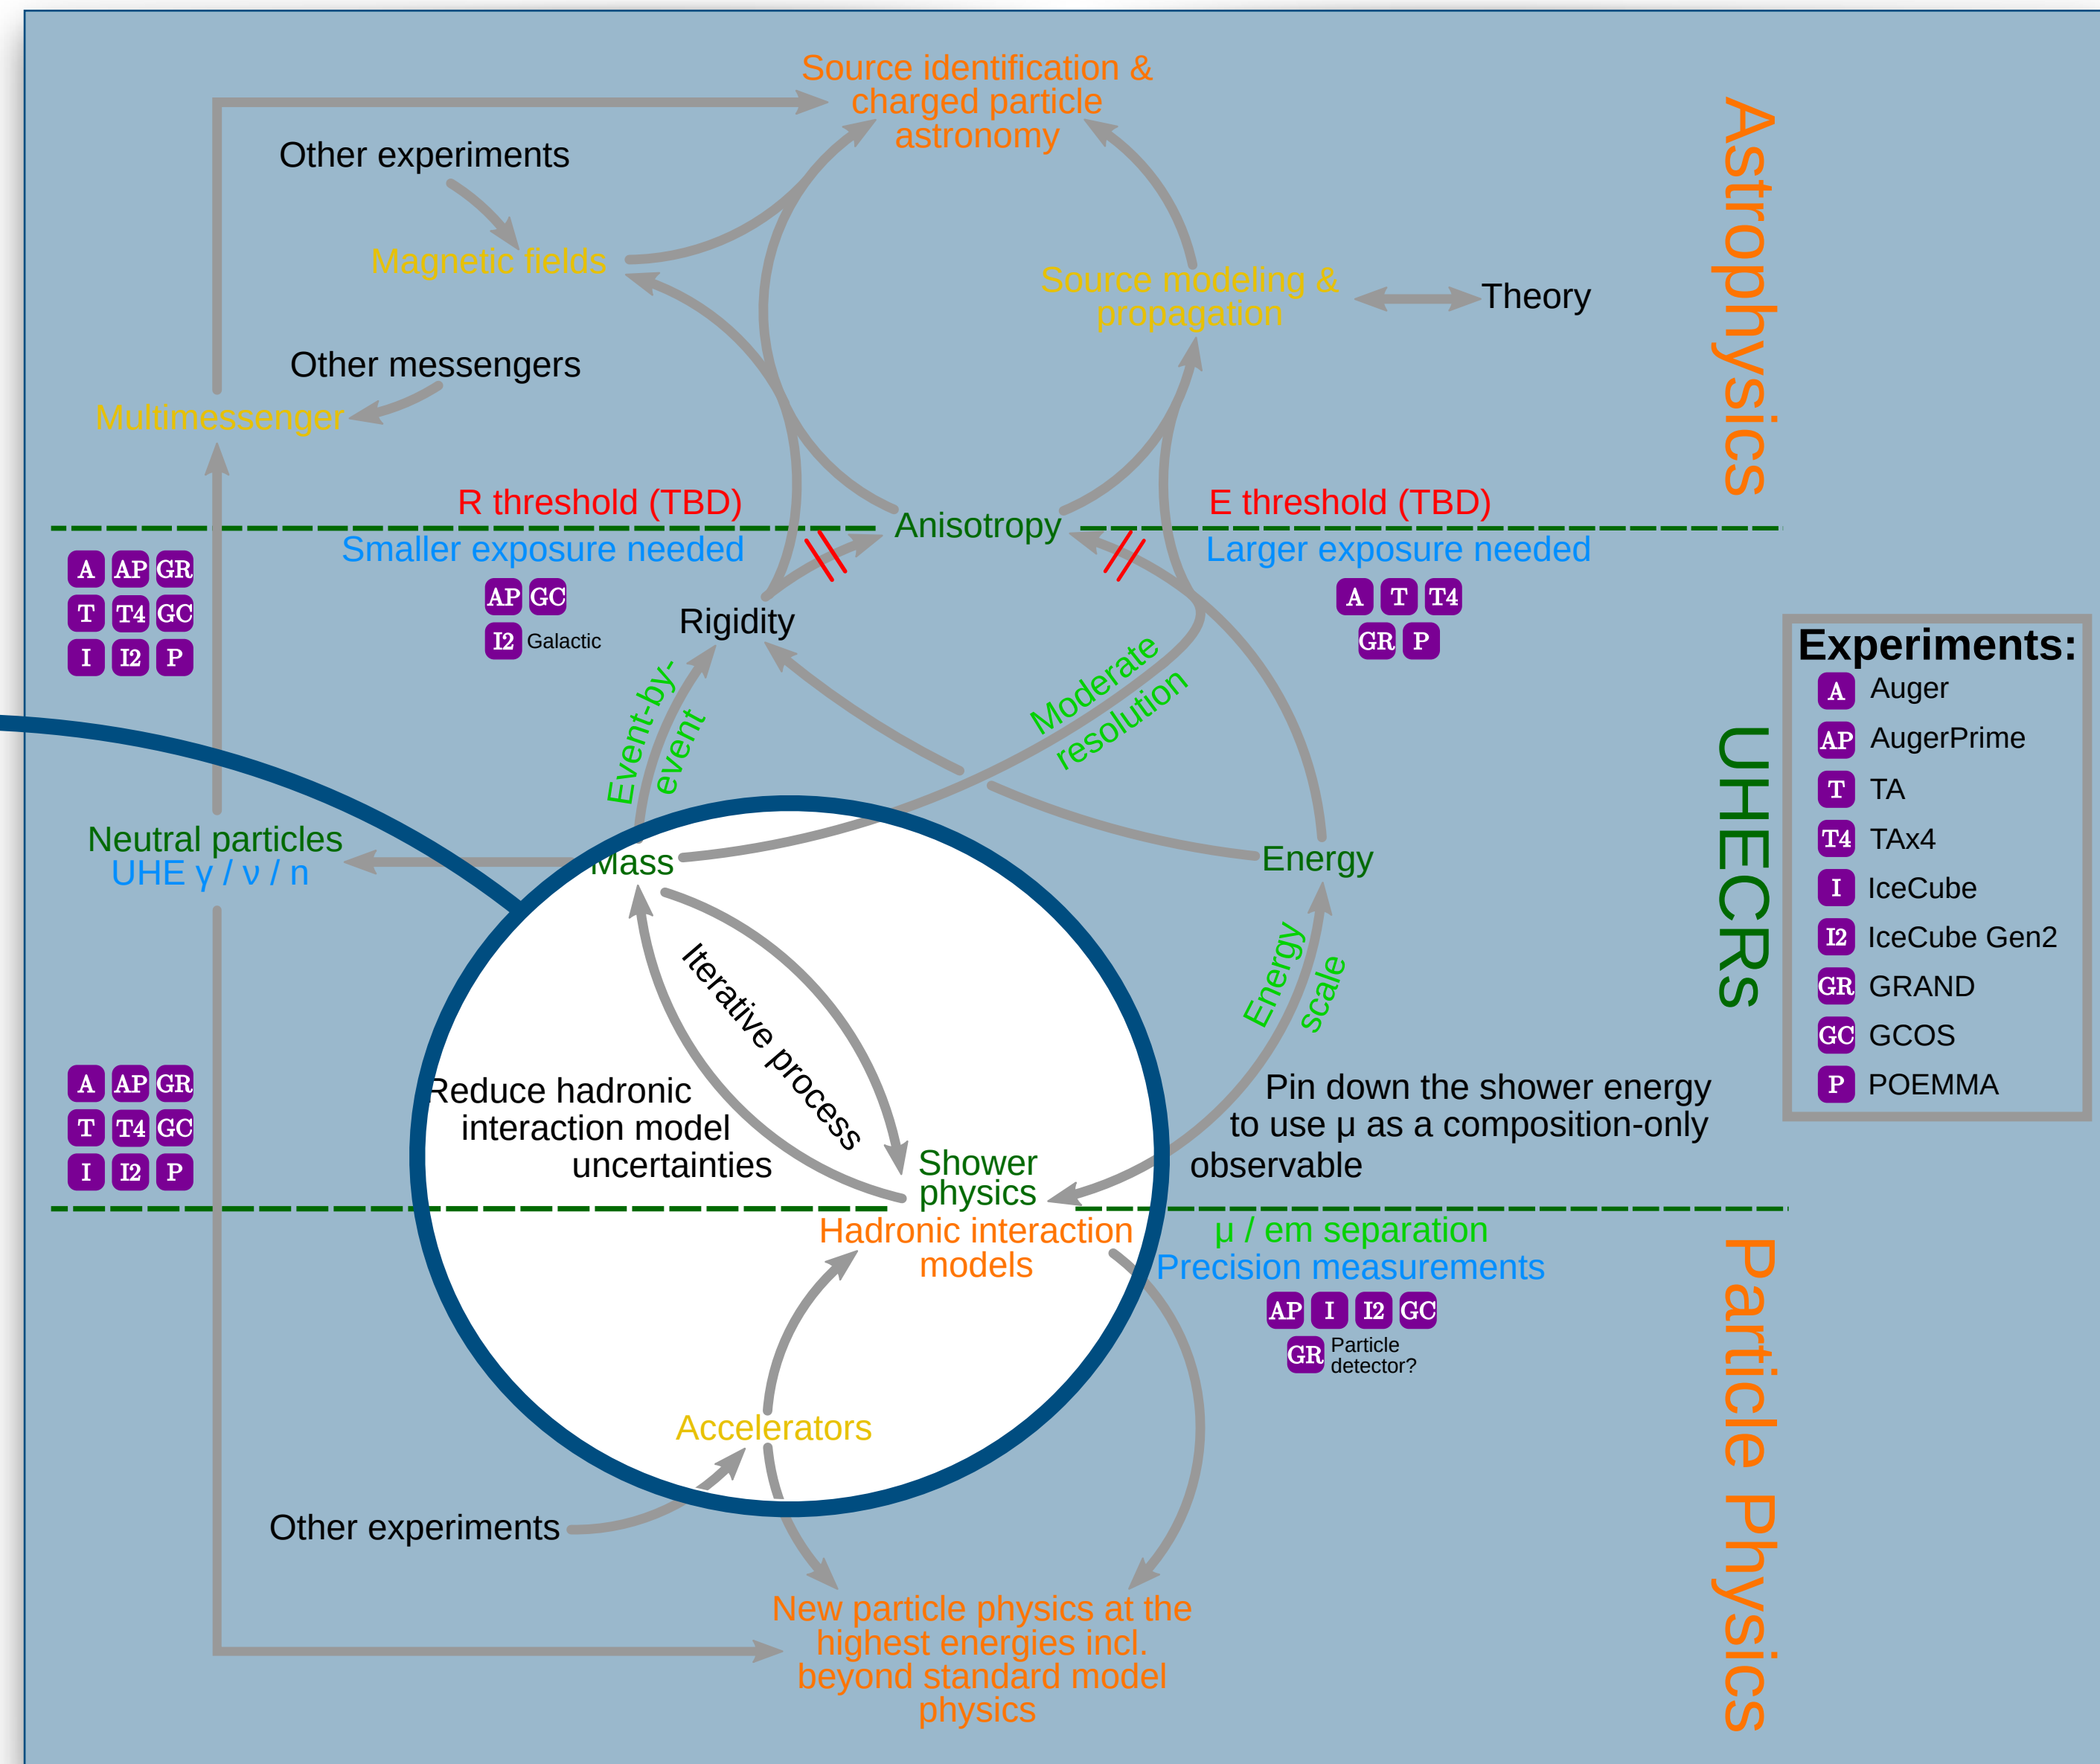 Source identification &
charged particle
astronomy
Other experiments
Magnetic fields
Source modeling &
propagation
Theory
Other messengers
Multimessenger
Astrophysics
R threshold (TBD)
E threshold (TBD)
Anisotropy
Smaller exposure needed
Larger exposure needed
A AP GR
T T4 GC
I I2 P
AP GC
I2 Galactic
A T T4
GR P
Rigidity
Event-by-
event
Moderate
resolution
Experiments:
A Auger
AP AugerPrime
T TA
T4 TAx4
I IceCube
I2 IceCube Gen2
GR GRAND
GC GCOS
P POEMMA
UHECRs
Neutral particles
UHE γ / ν / n
Mass
Energy
Iterative process
Energy
scale
Reduce hadronic
interaction model
uncertainties
Pin down the shower energy
to use μ as a composition-only
observable
A AP GR
T T4 GC
I I2 P
Shower
physics
Hadronic interaction
models
μ / em separation
Precision measurements
AP I I2 GC
GR Particle
detector?
Particle Physics
Accelerators
Other experiments
New particle physics at the
highest energies incl.
beyond standard model
physics